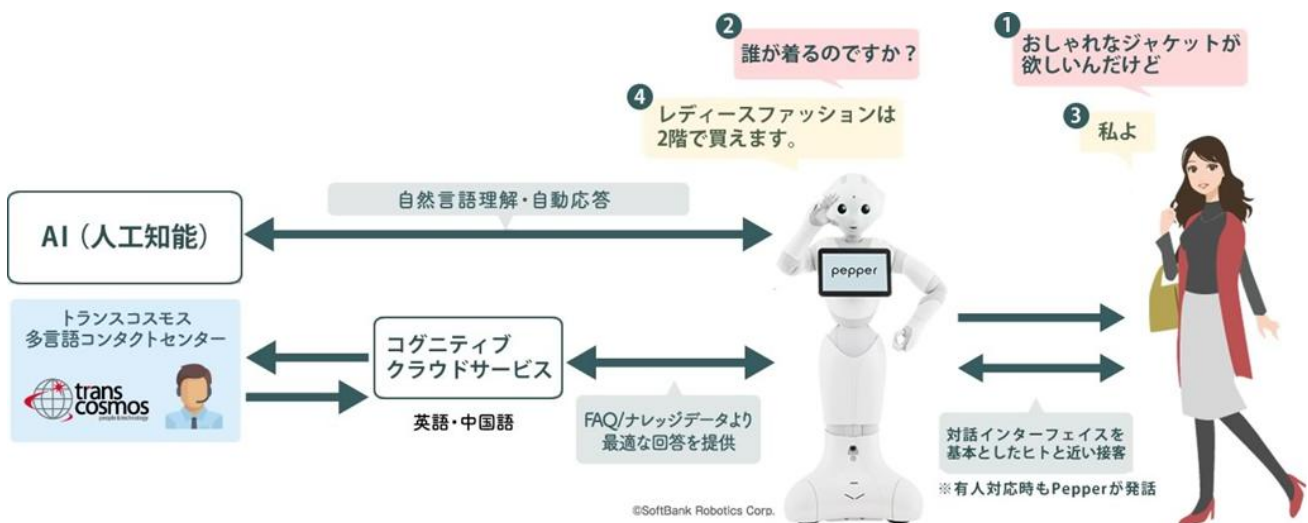 ❷
誰が着るのですか？
❶
おしゃれなジャケットが
欲しいんだけど
❹
レディースファッションは
2階で買えます。
❸
私よ
自然言語理解・自動応答
AI（人工知能）
pepper
トランスコスモス
多言語コンタクトセンター
trans
cosmos
people & technology
コグニティブ
クラウドサービス
英語・中国語
FAQ/ナレッジデータより
最適な回答を提供
対話インターフェイスを
基本としたヒトと近い接客
※有人対応時もPepperが発話
©SoftBank Robotics Corp.